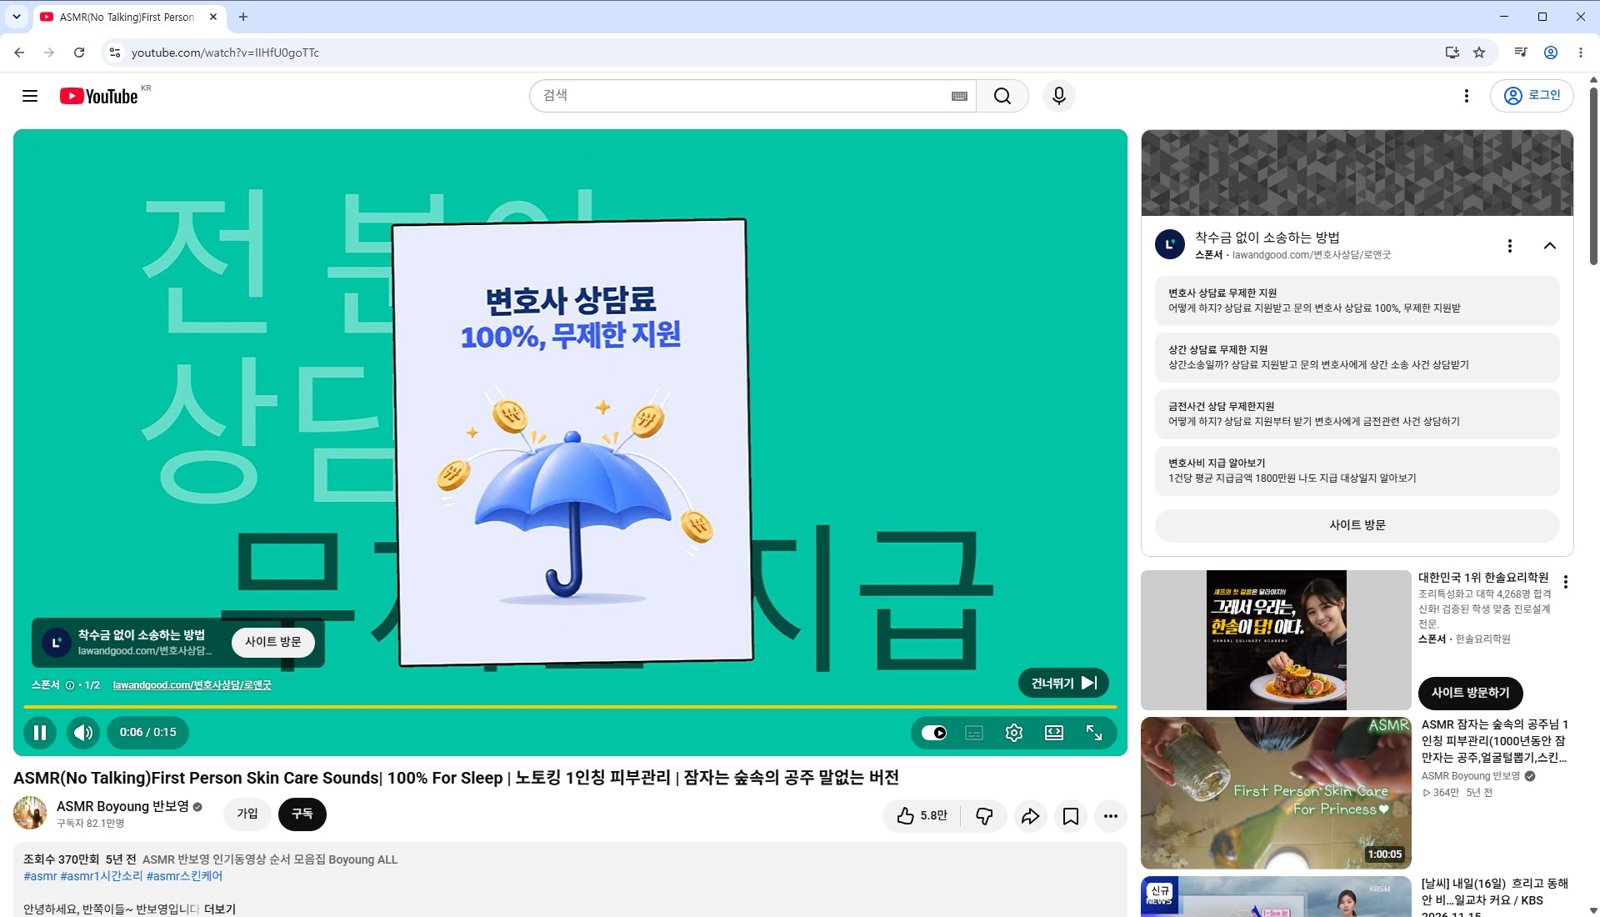 ASMR(No Talking)First Person
youtube.com/watch?v=IIHfU0goTTc
YouTube KR
검색
로그인
변호사 상담료
100%, 무제한 지원
전
상담
무
지급
착수금 없이 소송하는 방법
lawandgood.com/변호사상담...
사이트 방문
스폰서 · 1/2 lawandgood.com/변호사상담/로앤굿
건너뛰기
0:06 / 0:15
ASMR(No Talking)First Person Skin Care Sounds| 100% For Sleep | 노토킹 1인칭 피부관리 | 잠자는 숲속의 공주 말없는 버전
ASMR Boyoung 반보영
구독자 82.1만명
가입
구독
5.8만
조회수 370만회 5년 전 ASMR 반보영 인기동영상 순서 모음집 Boyoung ALL
#asmr #asmr1시간소리 #asmr스킨케어
안녕하세요, 반쪽이들~ 반보영입니다 더보기
착수금 없이 소송하는 방법
스폰서 · lawandgood.com/변호사상담/로앤굿
변호사 상담료 무제한 지원
어떻게 하지? 상담료 지원받고 문의 변호사 상담료 100%, 무제한 지원받
상간 상담료 무제한 지원
상간소송일까? 상담료 지원받고 문의 변호사에게 상간 소송 사건 상담받기
금전사건 상담 무제한지원
어떻게 하지? 상담료 지원부터 받기 변호사에게 금전관련 사건 상담하기
변호사비 지급 알아보기
1건당 평균 지급금액 1800만원 나도 지급 대상일지 알아보기
사이트 방문
그래서 우리는,
한솔이 답! 이다.
대한민국 1위 한솔요리학원
조리특성화고 대학 4,268명 합격
신화! 검증된 학생 맞춤 진로설계
전문.
스폰서 · 한솔요리학원
사이트 방문하기
ASMR
First Person Skin Care
For Princess♥
1:00:05
ASMR 잠자는 숲속의 공주님 1
인칭 피부관리(1000년동안 잠
만자는 공주,얼굴털뽑기,스킨...
ASMR Boyoung 반보영
364만 5년 전
신규
NEWS
[날씨] 내일(16일) 흐리고 동해
안 비...일교차 커요 / KBS
2026.11.15.